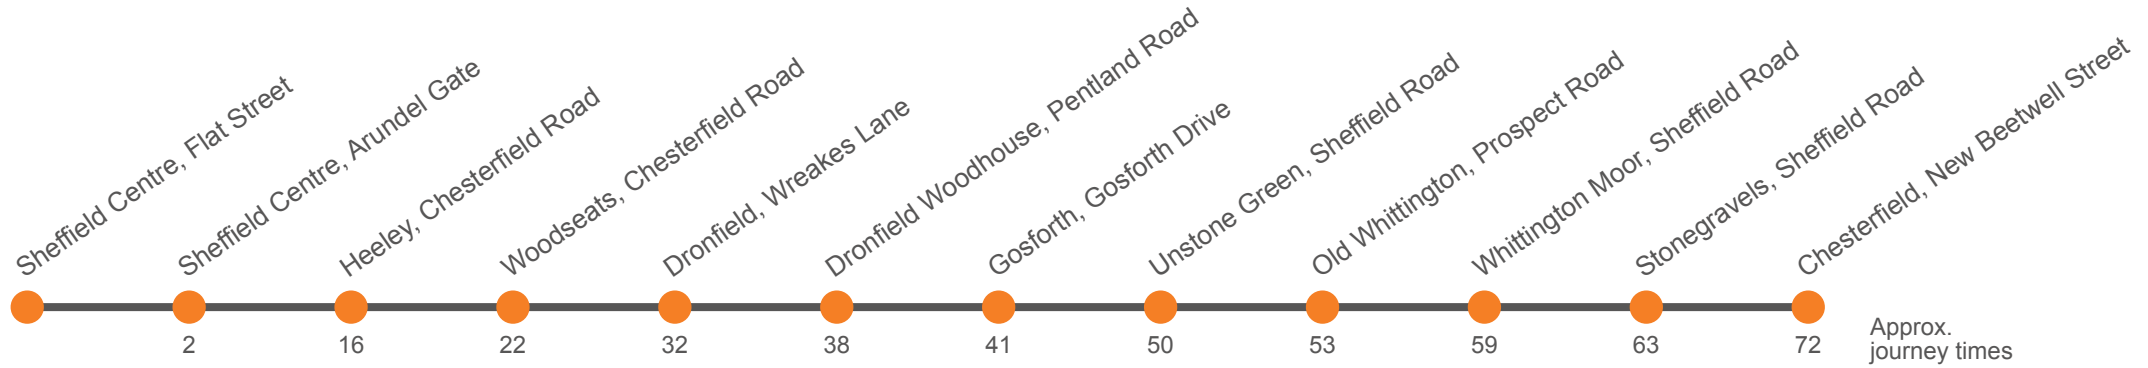 Sheffield Centre, Flat Street
Sheffield Centre, Arundel Gate
Heeley, Chesterfield Road
Woodseats, Chesterfield Road
Dronfield, Wreakes Lane
Dronfield Woodhouse, Pentland Road
Gosforth, Gosforth Drive
Unstone Green, Sheffield Road
Old Whittington, Prospect Road
Whittington Moor, Sheffield Road
Stonegravels, Sheffield Road
Chesterfield, New Beetwell Street
2
16
22
32
38
41
50
53
59
63
72
Approx.
journey times